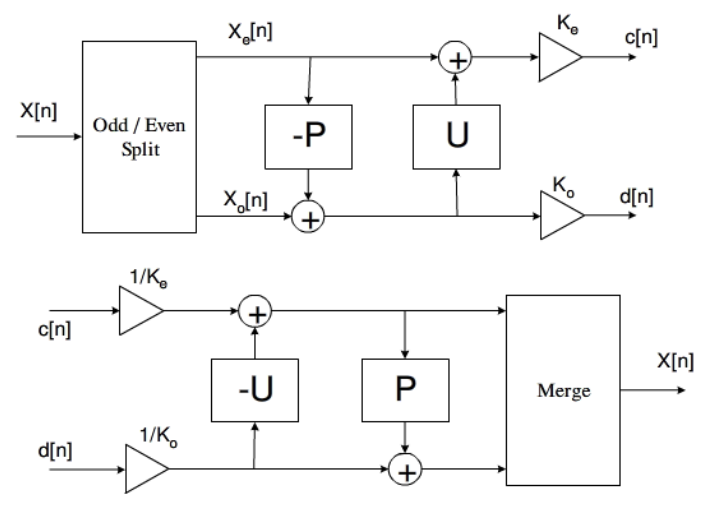 Xₑ[n]
Kₑ
c[n]
X[n]
Odd / Even
Split
-P
U
Xₒ[n]
Kₒ
d[n]
+
+
1/Kₑ
c[n]
+
-U
P
Merge
X[n]
1/Kₒ
d[n]
+